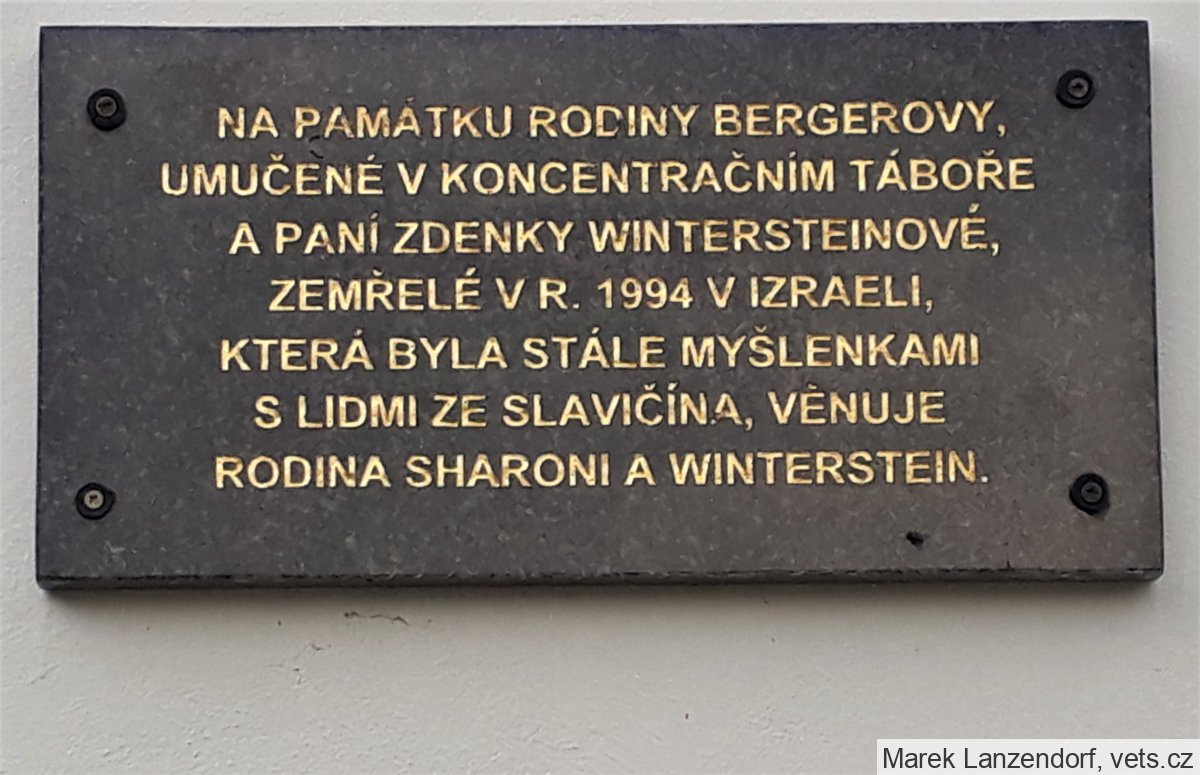 NA PAMÁTKU RODINY BERGEROVY,
UMUČENÉ V KONCENTRAČNÍM TÁBOŘE
A PANÍ ZDENKY WINTERSTEINOVÉ,
ZEMŘELÉ V R. 1994 V IZRAELI,
KTERÁ BYLA STÁLE MYŠLENKAMI
S LIDMI ZE SLAVIČÍNA, VĚNUJE
RODINA SHARONI A WINTERSTEIN.
Marek Lanzendorf, vets.cz